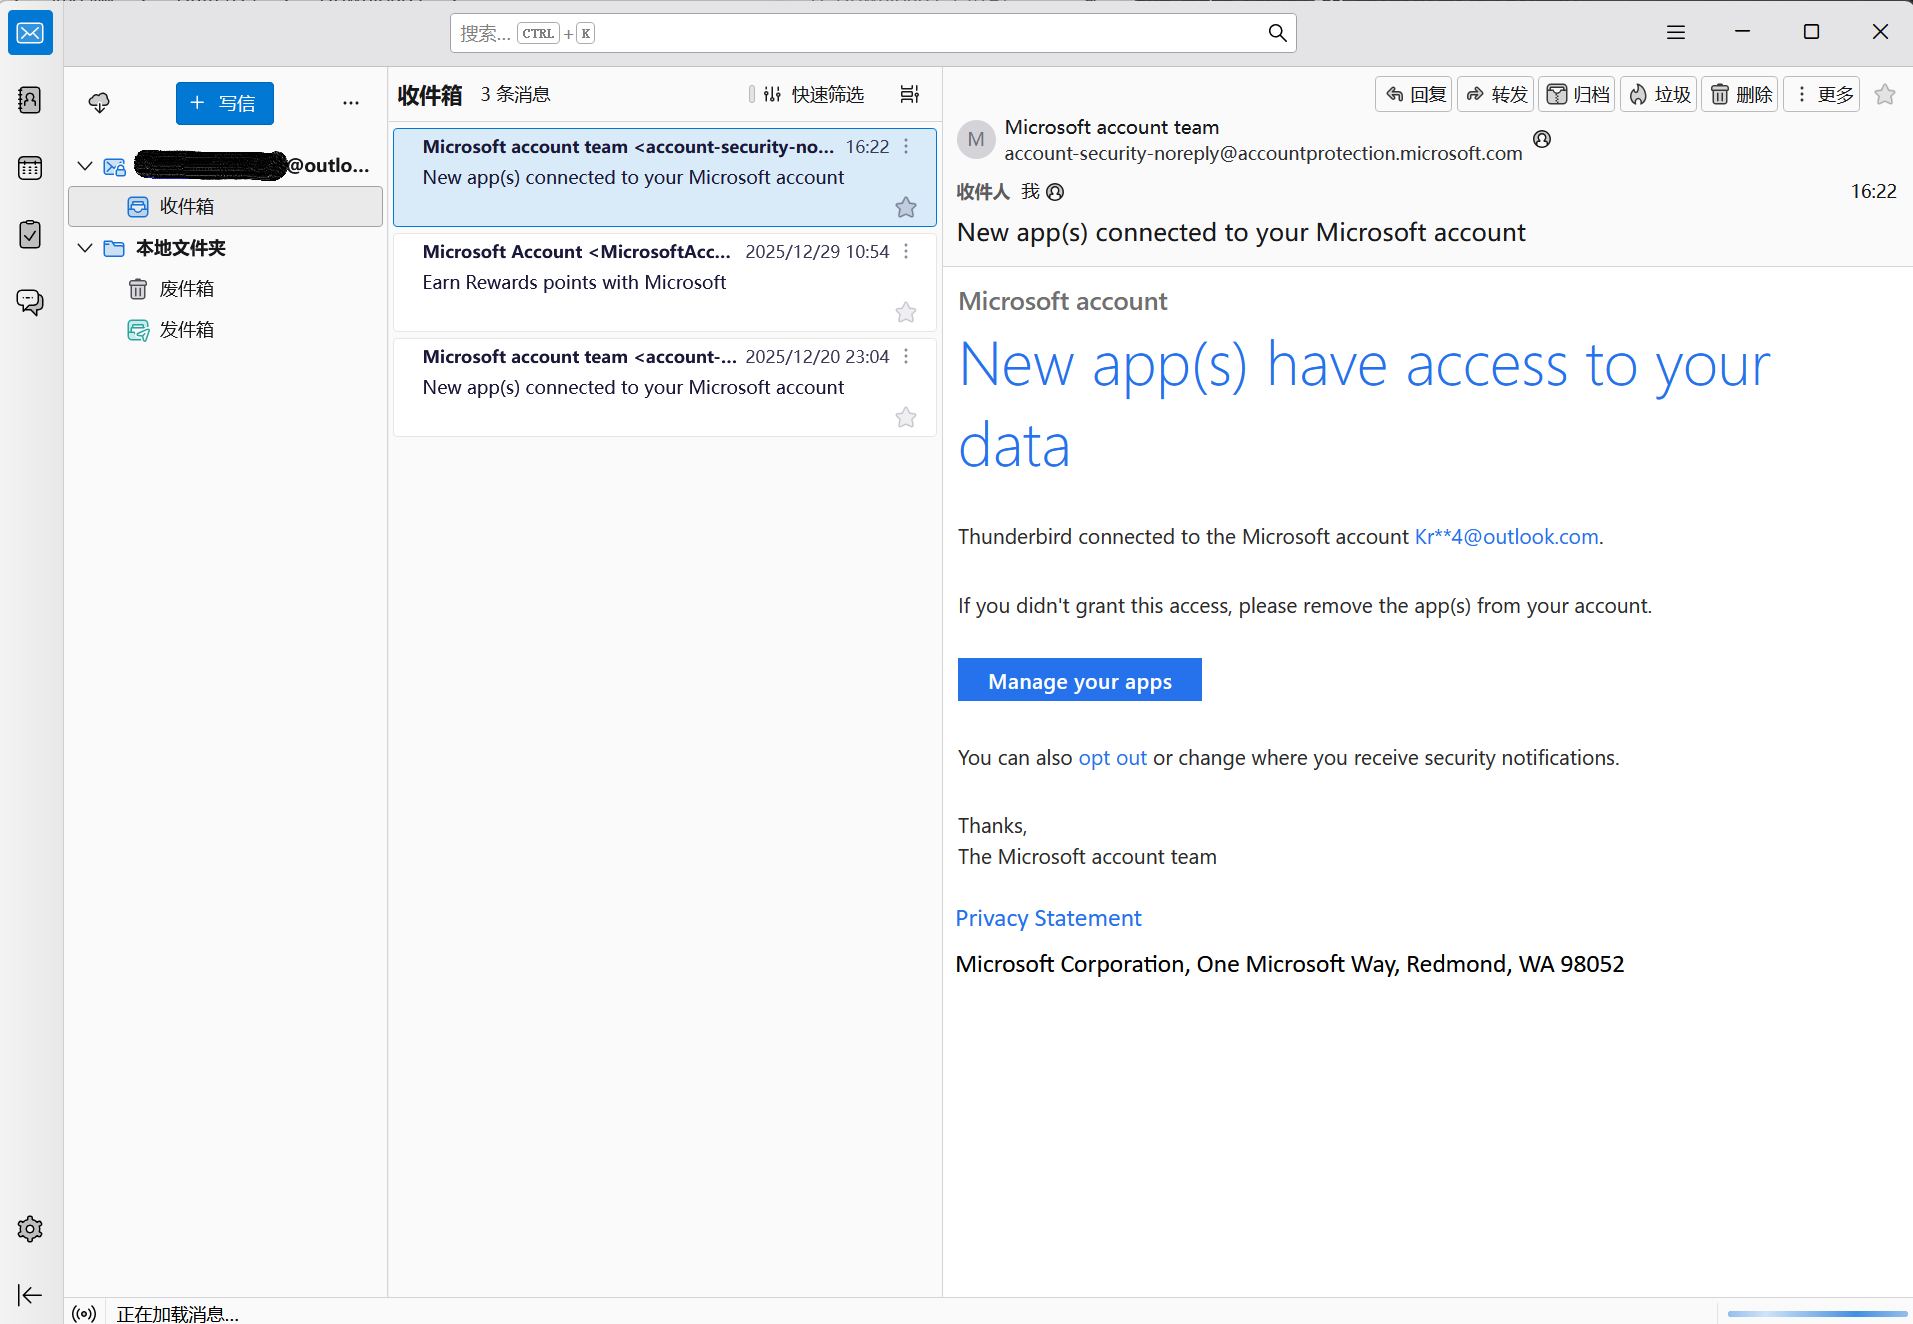 搜索... CTRL + K
写信
@outlo...
收件箱
本地文件夹
废件箱
发件箱
收件箱 3 条消息 快速筛选
Microsoft account team <account-security-no... 16:22
New app(s) connected to your Microsoft account
Microsoft Account <MicrosoftAcc... 2025/12/29 10:54
Earn Rewards points with Microsoft
Microsoft account team <account-... 2025/12/20 23:04
New app(s) connected to your Microsoft account
回复 转发 归档 垃圾 删除 更多
M
Microsoft account team
account-security-noreply@accountprotection.microsoft.com
收件人 我 16:22
New app(s) connected to your Microsoft account
Microsoft account
New app(s) have access to your
data
Thunderbird connected to the Microsoft account Kr**4@outlook.com.
If you didn't grant this access, please remove the app(s) from your account.
Manage your apps
You can also opt out or change where you receive security notifications.
Thanks,
The Microsoft account team
Privacy Statement
Microsoft Corporation, One Microsoft Way, Redmond, WA 98052
正在加载消息...